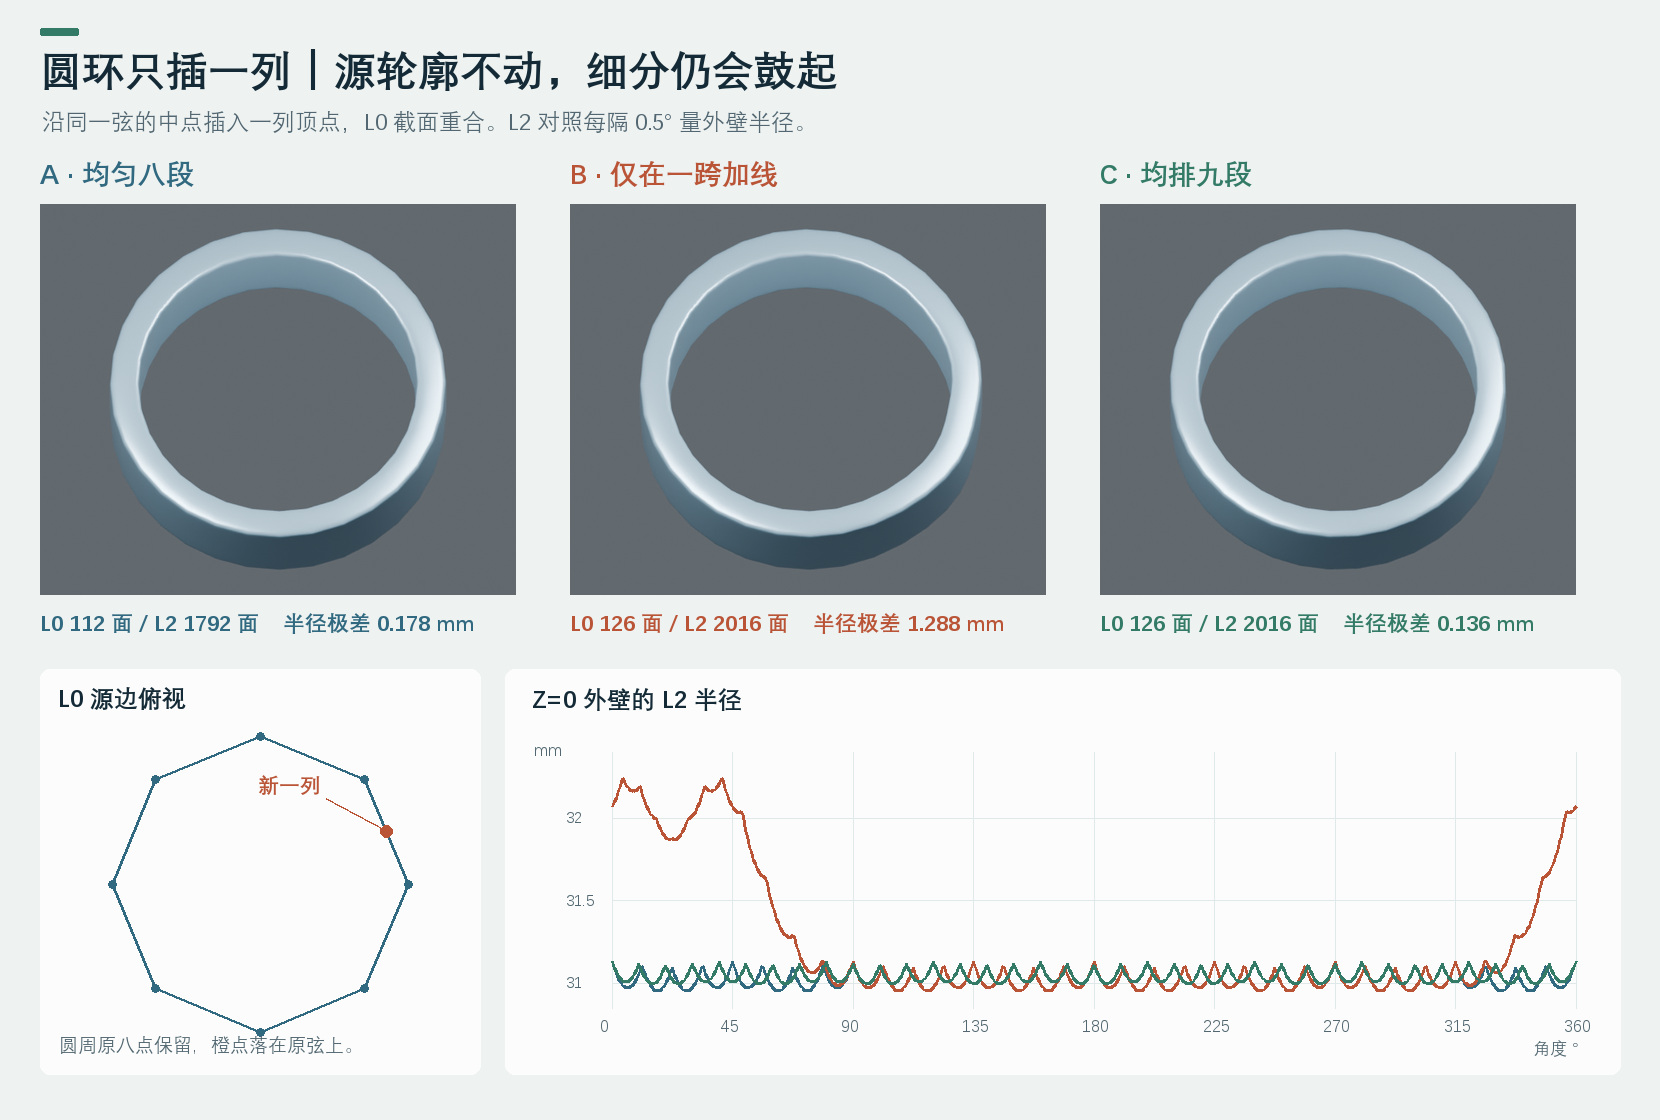 圆环只插一列｜源轮廓不动，细分仍会鼓起
沿同一弦的中点插入一列顶点，L0 截面重合。L2 对照每隔 0.5° 量外壁半径。
A · 均匀八段
B · 仅在一跨加线
C · 均排九段
L0 112 面 / L2 1792 面 半径极差 0.178 mm
L0 126 面 / L2 2016 面 半径极差 1.288 mm
L0 126 面 / L2 2016 面 半径极差 0.136 mm
L0 源边俯视
新一列
圆周原八点保留，橙点落在原弦上。
Z=0 外壁的 L2 半径
mm
32
31.5
31
0 45 90 135 180 225 270 315 360
角度 °